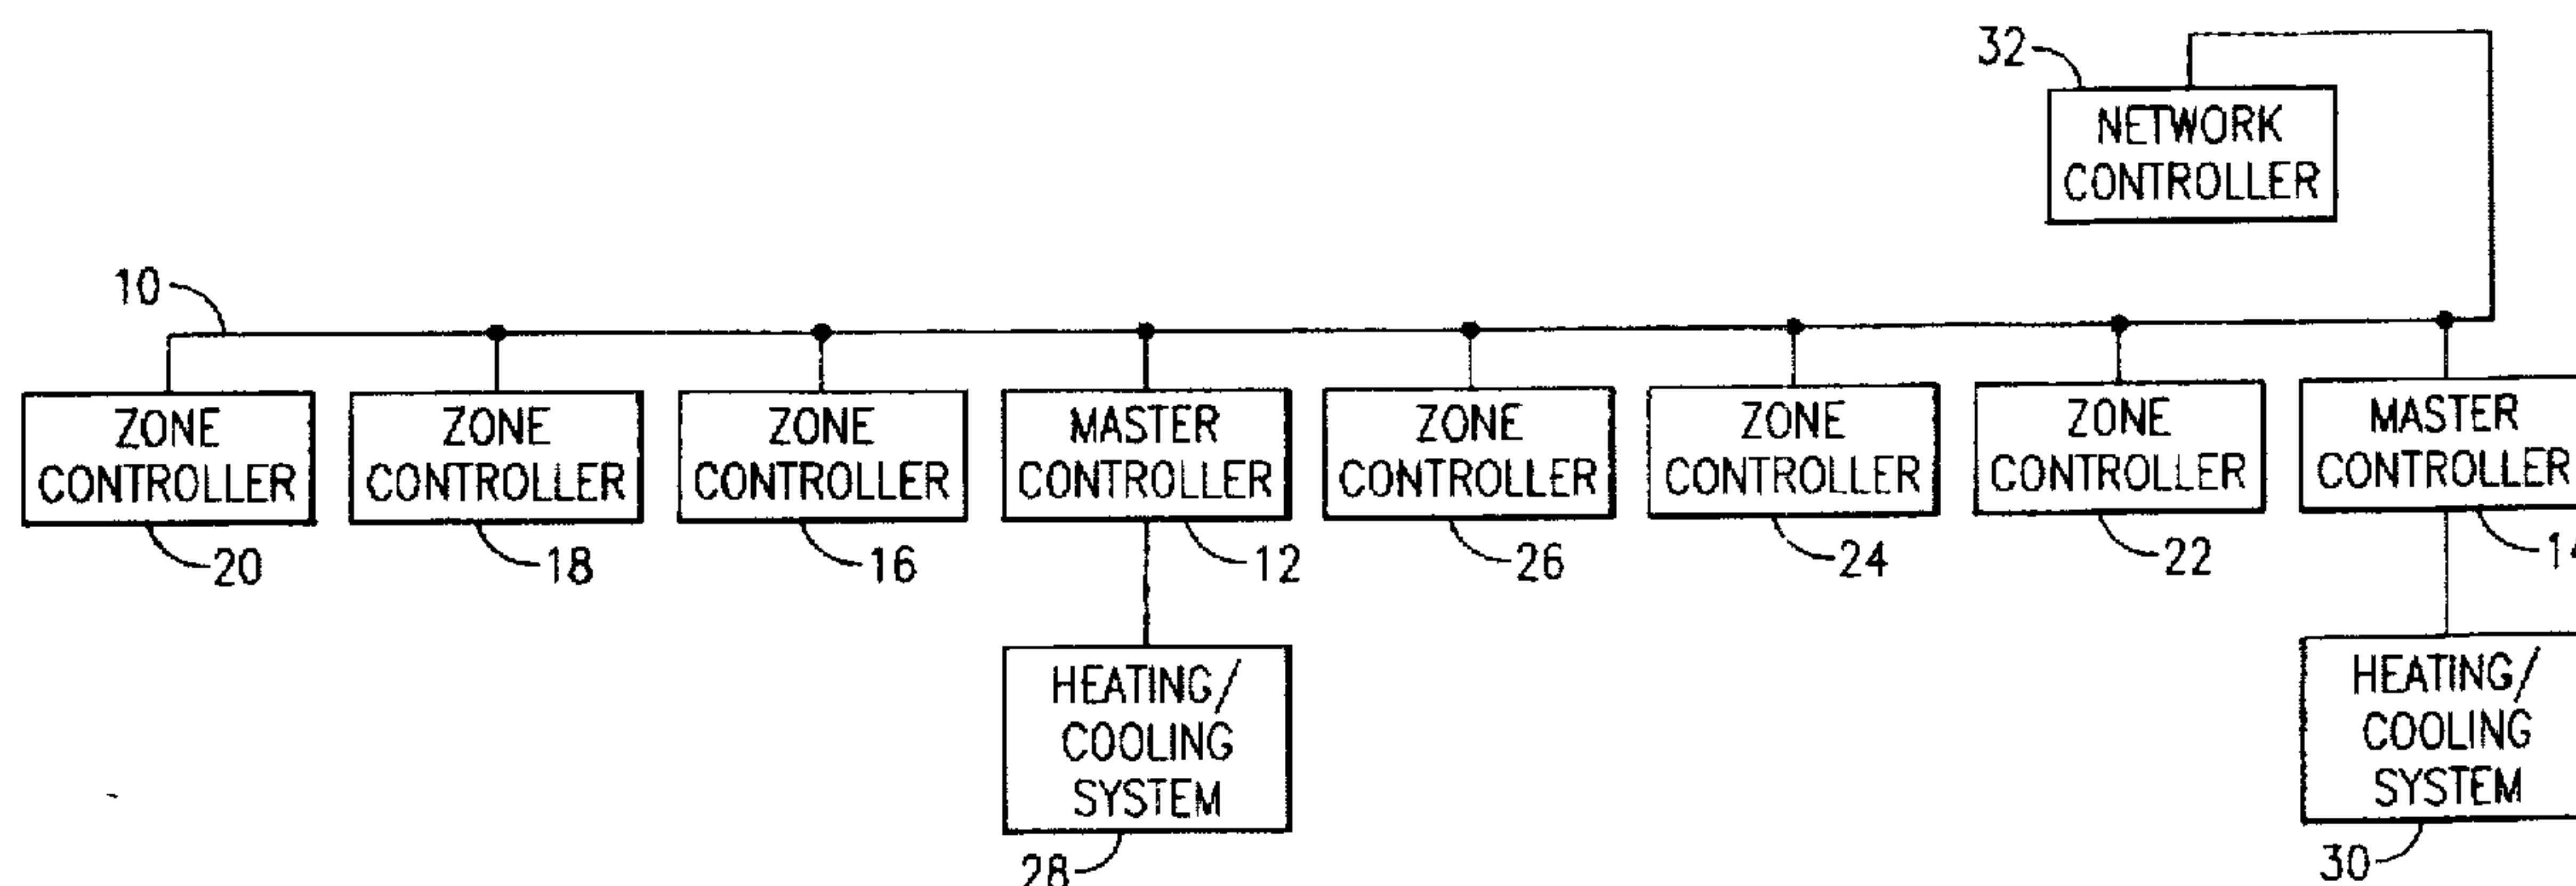 32
NETWORK
CONTROLLER
10
ZONE
CONTROLLER
ZONE
CONTROLLER
ZONE
CONTROLLER
MASTER
CONTROLLER
ZONE
CONTROLLER
ZONE
CONTROLLER
ZONE
CONTROLLER
MASTER
CONTROLLER
20
18
16
12
26
24
22
14
HEATING/
COOLING
SYSTEM
HEATING/
COOLING
SYSTEM
28
30